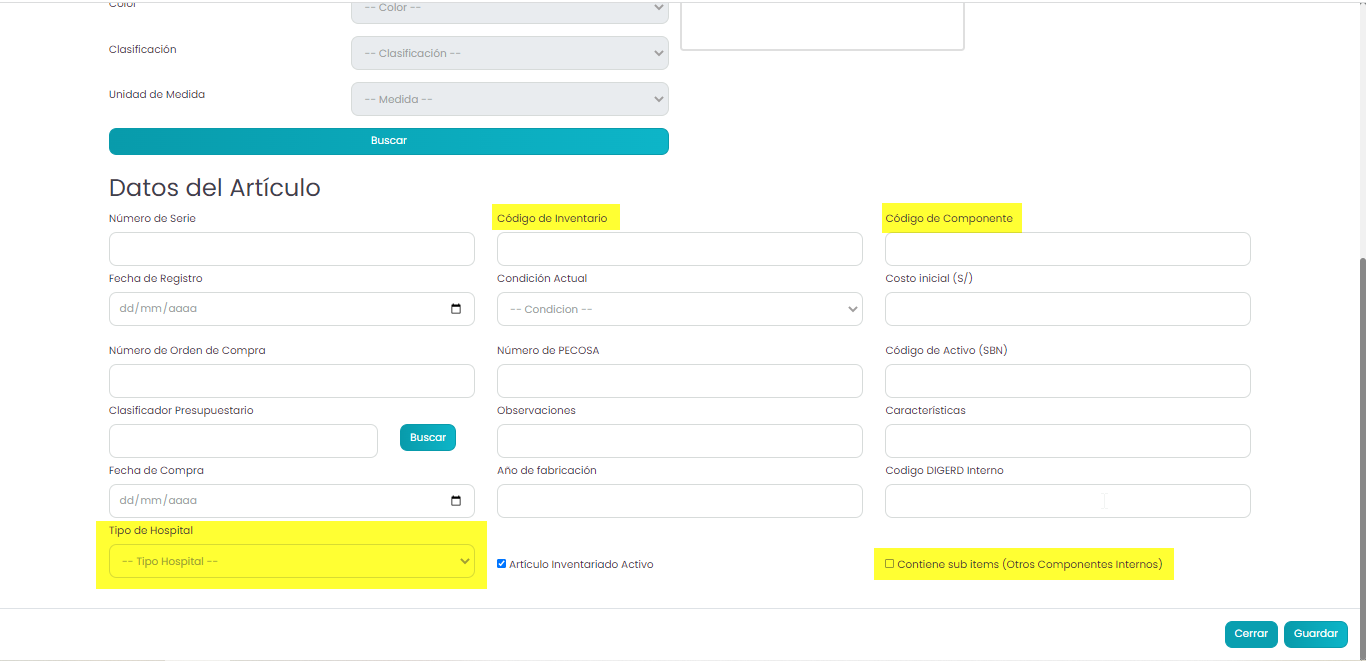 Color
-- Color --
Clasificación
-- Clasificación --
Unidad de Medida
-- Medida --
Buscar
Datos del Artículo
Número de Serie
Código de Inventario
Código de Componente
Fecha de Registro
Condición Actual
Costo inicial (S/)
dd/mm/aaaa
-- Condicion --
Número de Orden de Compra
Número de PECOSA
Código de Activo (SBN)
Clasificador Presupuestario
Observaciones
Características
Buscar
Fecha de Compra
Año de fabricación
Codigo DIGERD Interno
dd/mm/aaaa
Tipo de Hospital
-- Tipo Hospital --
Articulo Inventariado Activo
Contiene sub items (Otros Componentes Internos)
Cerrar
Guardar